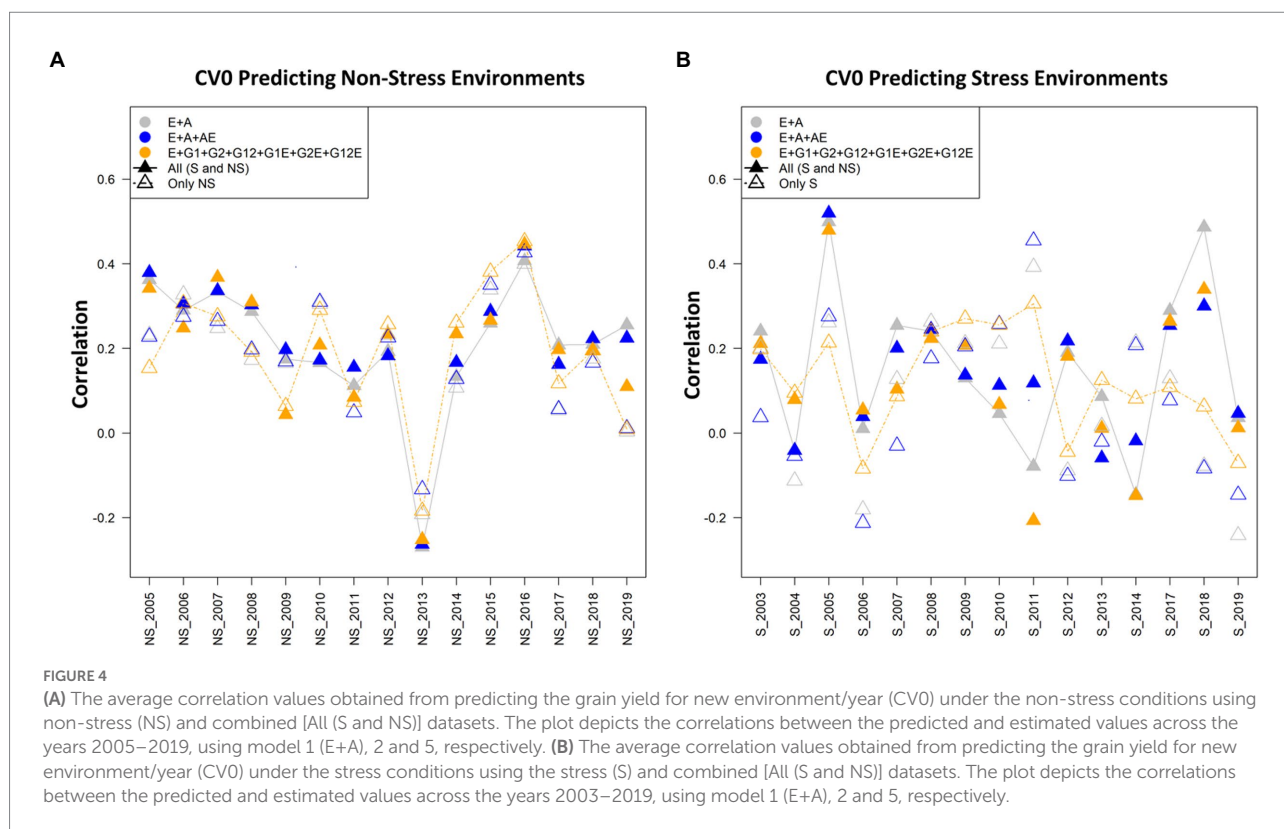 A
CV0 Predicting Non-Stress Environments
E+A
E+A+AE
E+G1+G2+G12+G1E+G2E+G12E
All (S and NS)
Only NS
Correlation
0.6
0.4
0.2
0.0
-0.2
NS_2005
NS_2006
NS_2007
NS_2008
NS_2009
NS_2010
NS_2011
NS_2012
NS_2013
NS_2014
NS_2015
NS_2016
NS_2017
NS_2018
NS_2019
B
CV0 Predicting Stress Environments
E+A
E+A+AE
E+G1+G2+G12+G1E+G2E+G12E
All (S and NS)
Only S
Correlation
0.6
0.4
0.2
0.0
-0.2
S_2003
S_2004
S_2005
S_2006
S_2007
S_2008
S_2009
S_2010
S_2011
S_2012
S_2013
S_2014
S_2017
S_2018
S_2019
FIGURE 4
(A) The average correlation values obtained from predicting the grain yield for new environment/year (CV0) under the non-stress conditions using
non-stress (NS) and combined [All (S and NS)] datasets. The plot depicts the correlations between the predicted and estimated values across the
years 2005–2019, using model 1 (E+A), 2 and 5, respectively. (B) The average correlation values obtained from predicting the grain yield for new
environment/year (CV0) under the stress conditions using the stress (S) and combined [All (S and NS)] datasets. The plot depicts the correlations
between the predicted and estimated values across the years 2003–2019, using model 1 (E+A), 2 and 5, respectively.